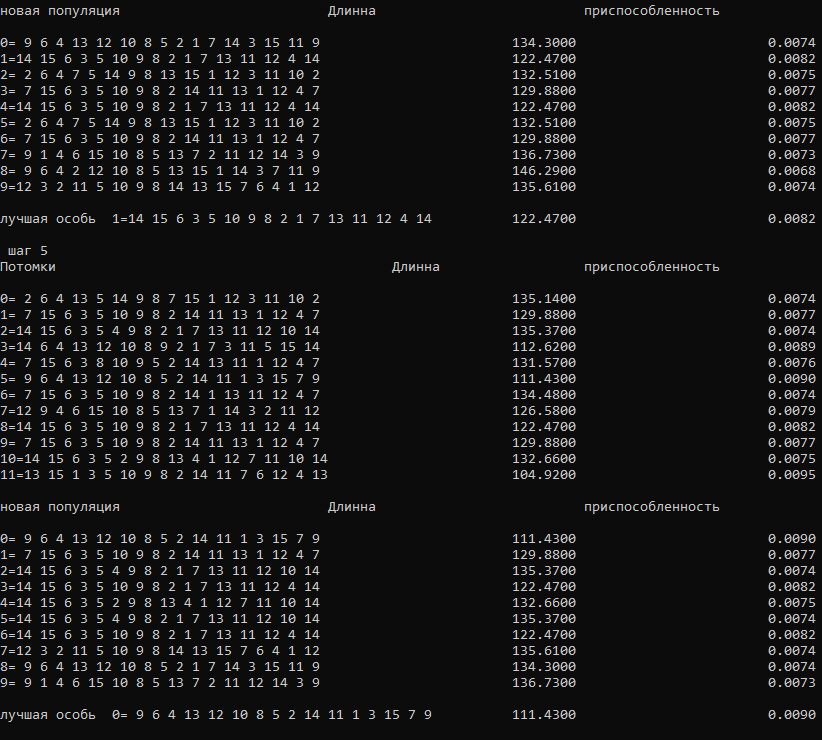 новая популяция Длинна приспособленность
0= 9 6 4 13 12 10 8 5 2 1 7 14 3 15 11 9 134.3000 0.0074
1=14 15 6 3 5 10 9 8 2 1 7 13 11 12 4 14 122.4700 0.0082
2= 2 6 4 7 5 14 9 8 13 15 1 12 3 11 10 2 132.5100 0.0075
3= 7 15 6 3 5 10 9 8 2 14 11 13 1 12 4 7 129.8800 0.0077
4=14 15 6 3 5 10 9 8 2 1 7 13 11 12 4 14 122.4700 0.0082
5= 2 6 4 7 5 14 9 8 13 15 1 12 3 11 10 2 132.5100 0.0075
6= 7 15 6 3 5 10 9 8 2 14 11 13 1 12 4 7 129.8800 0.0077
7= 9 1 4 6 15 10 8 5 13 7 2 11 12 14 3 9 136.7300 0.0073
8= 9 6 4 2 12 10 8 5 13 15 1 14 3 7 11 9 146.2900 0.0068
9=12 3 2 11 5 10 9 8 14 13 15 7 6 4 1 12 135.6100 0.0074
лучшая особь 1=14 15 6 3 5 10 9 8 2 1 7 13 11 12 4 14 122.4700 0.0082
шаг 5
Потомки Длинна приспособленность
0= 2 6 4 13 5 14 9 8 7 15 1 12 3 11 10 2 135.1400 0.0074
1= 7 15 6 3 5 10 9 8 2 14 11 13 1 12 4 7 129.8800 0.0077
2=14 15 6 3 5 4 9 8 2 1 7 13 11 12 10 14 135.3700 0.0074
3=14 6 4 13 12 10 8 9 2 1 7 3 11 5 15 14 112.6200 0.0089
4= 7 15 6 3 8 10 9 5 2 14 13 11 1 12 4 7 131.5700 0.0076
5= 9 6 4 13 12 10 8 5 2 14 11 1 3 15 7 9 111.4300 0.0090
6= 7 15 6 3 5 10 9 8 2 14 1 13 11 12 4 7 134.4800 0.0074
7=12 9 4 6 15 10 8 5 13 7 1 14 3 2 11 12 126.5800 0.0079
8=14 15 6 3 5 10 9 8 2 1 7 13 11 12 4 14 122.4700 0.0082
9= 7 15 6 3 5 10 9 8 2 14 11 13 1 12 4 7 129.8800 0.0077
10=14 15 6 3 5 2 9 8 13 4 1 12 7 11 10 14 132.6600 0.0075
11=13 15 1 3 5 10 9 8 2 14 11 7 6 12 4 13 104.9200 0.0095
новая популяция Длинна приспособленность
0= 9 6 4 13 12 10 8 5 2 14 11 1 3 15 7 9 111.4300 0.0090
1= 7 15 6 3 5 10 9 8 2 14 11 13 1 12 4 7 129.8800 0.0077
2=14 15 6 3 5 4 9 8 2 1 7 13 11 12 10 14 135.3700 0.0074
3=14 15 6 3 5 10 9 8 2 1 7 13 11 12 4 14 122.4700 0.0082
4=14 15 6 3 5 2 9 8 13 4 1 12 7 11 10 14 132.6600 0.0075
5=14 15 6 3 5 4 9 8 2 1 7 13 11 12 10 14 135.3700 0.0074
6=14 15 6 3 5 10 9 8 2 1 7 13 11 12 4 14 122.4700 0.0082
7=12 3 2 11 5 10 9 8 14 13 15 7 6 4 1 12 135.6100 0.0074
8= 9 6 4 13 12 10 8 5 2 1 7 14 3 15 11 9 134.3000 0.0074
9= 9 1 4 6 15 10 8 5 13 7 2 11 12 14 3 9 136.7300 0.0073
лучшая особь 0= 9 6 4 13 12 10 8 5 2 14 11 1 3 15 7 9 111.4300 0.0090